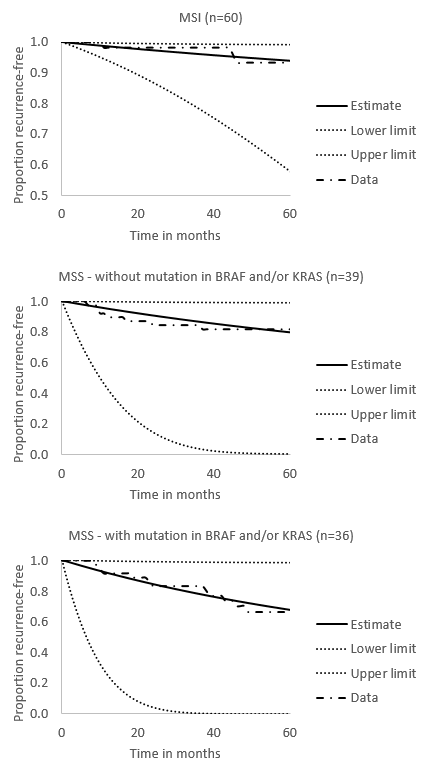 MSI (n=60)
Proportion recurrence-free
1.0
0.9
0.8
0.7
0.6
0.5
0 20 40 60
Time in months
Estimate
Lower limit
Upper limit
Data
MSS - without mutation in BRAF and/or KRAS (n=39)
Proportion recurrence-free
1.0
0.8
0.6
0.4
0.2
0.0
0 20 40 60
Time in months
Estimate
Lower limit
Upper limit
Data
MSS - with mutation in BRAF and/or KRAS (n=36)
Proportion recurrence-free
1.0
0.8
0.6
0.4
0.2
0.0
0 20 40 60
Time in months
Estimate
Lower limit
Upper limit
Data